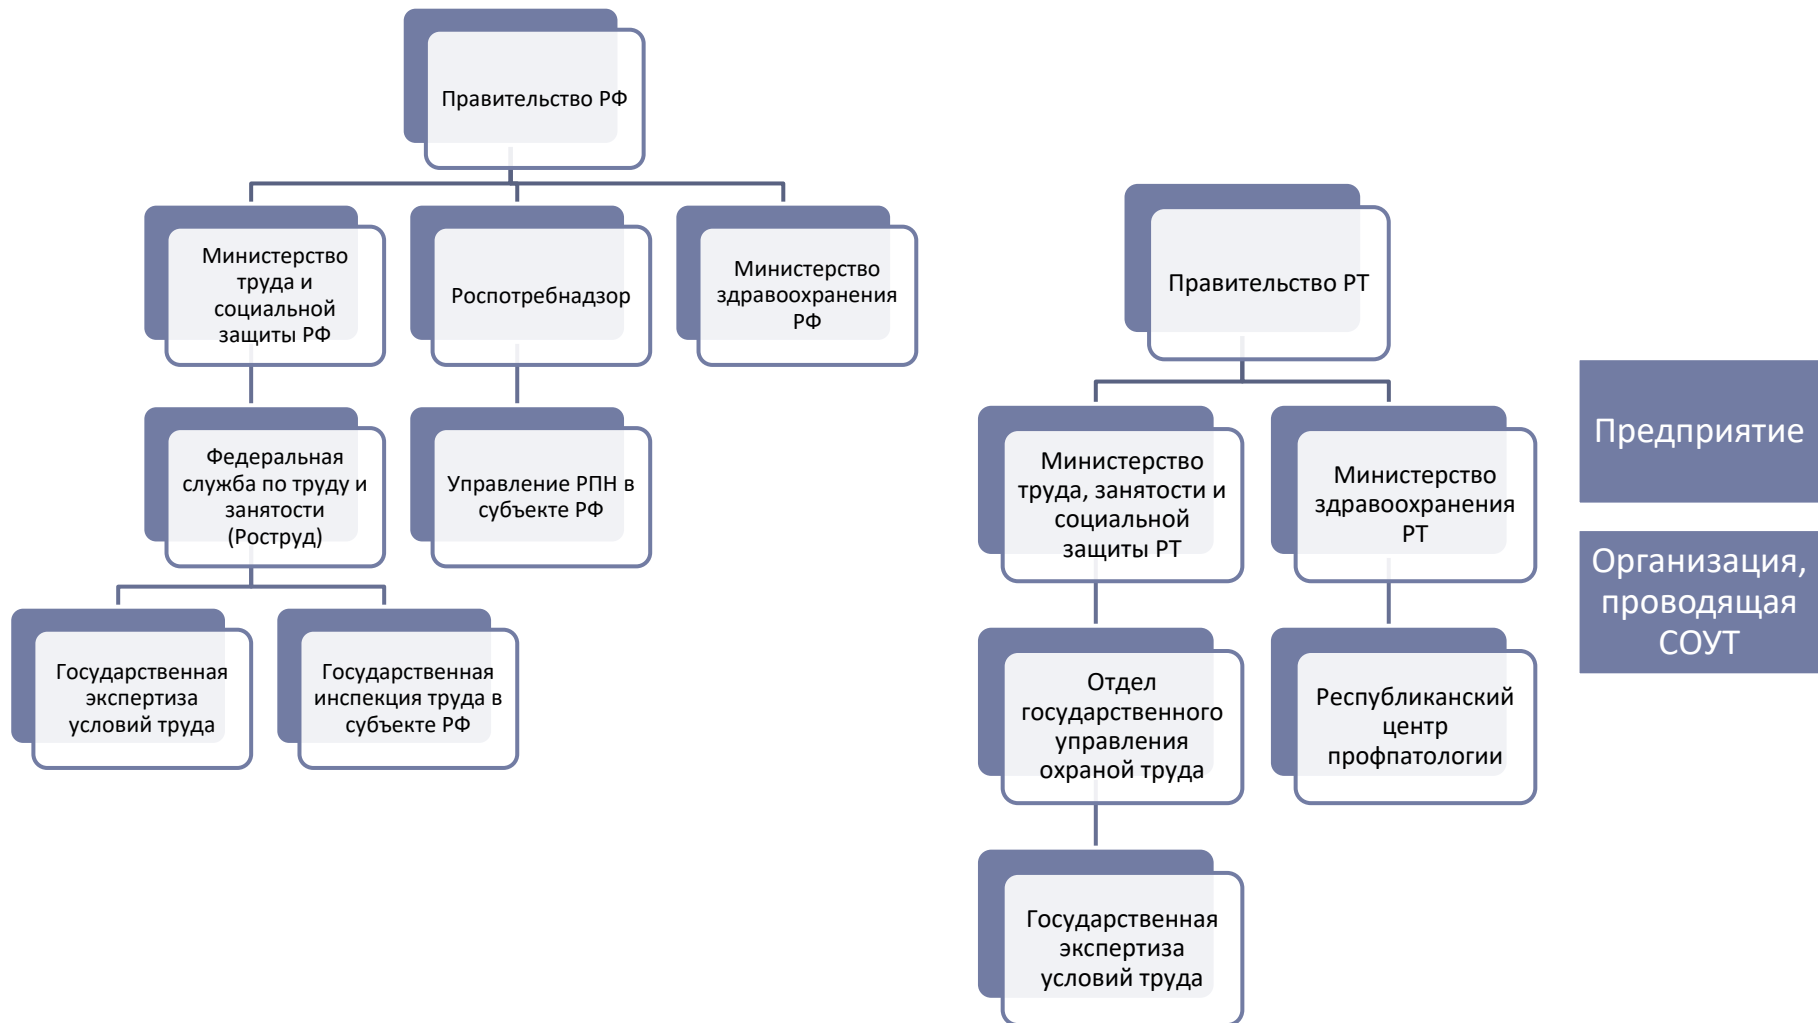 Правительство РФ
Министерство
труда и
социальной
защиты РФ
Роспотребнадзор
Министерство
здравоохранения
РФ
Федеральная
служба по труду и
занятости
(Роструд)
Управление РПН в
субъекте РФ
Государственная
экспертиза
условий труда
Государственная
инспекция труда в
субъекте РФ
Правительство РТ
Министерство
труда, занятости и
социальной
защиты РТ
Министерство
здравоохранения
РТ
Отдел
государственного
управления
охраной труда
Республиканский
центр
профпатологии
Государственная
экспертиза
условий труда
Предприятие
Организация,
проводящая
СОУТ